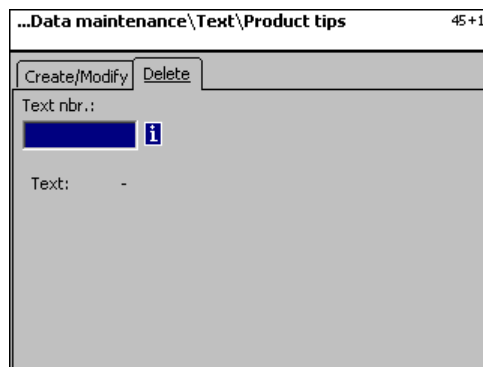 ...Data maintenance\Text\Product tips 45+1
Create/Modify Delete
Text nbr.:
i
Text: -